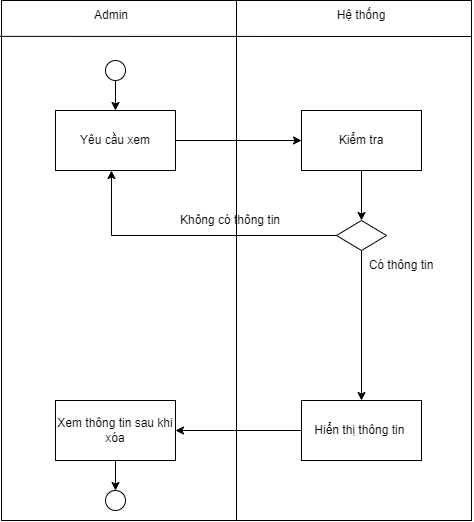 Admin
Hệ thống
Yêu cầu xem
Kiểm tra
Không có thông tin
Có thông tin
Xem thông tin sau khi
xóa
Hiển thị thông tin